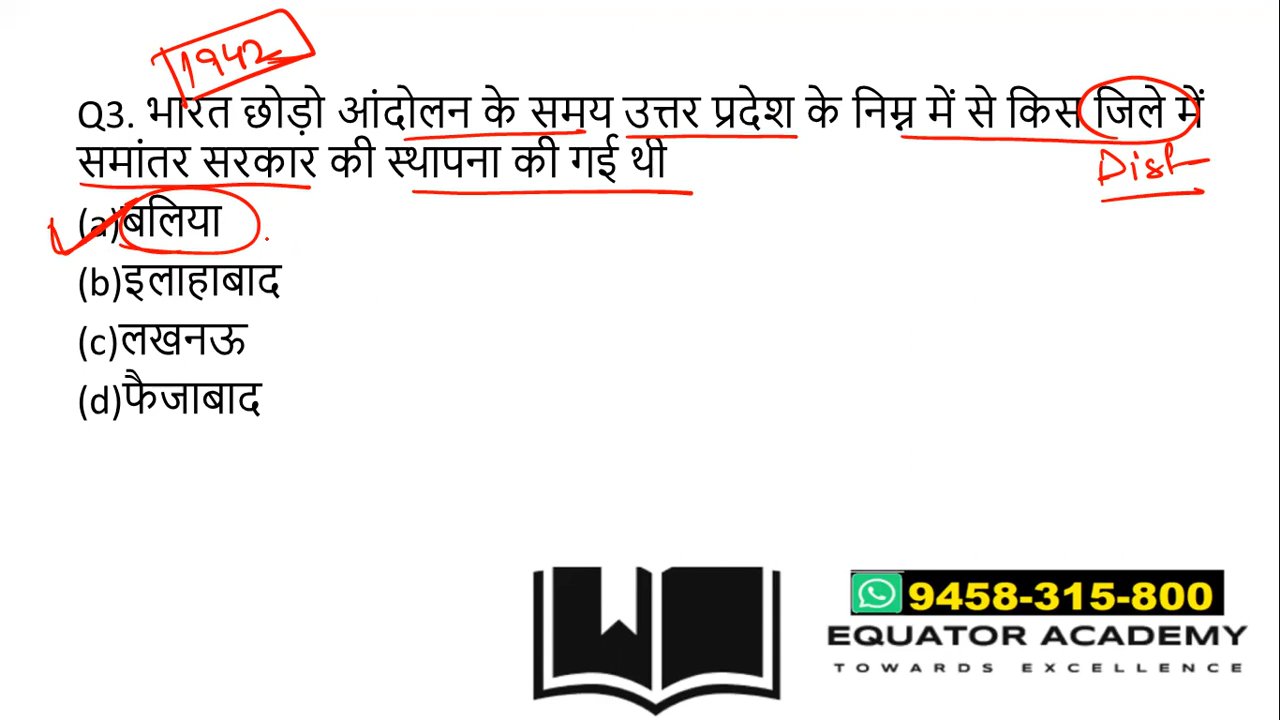 1942
Q3. भारत छोड़ो आंदोलन के समय उत्तर प्रदेश के निम्न में से किस जिले में
समांतर सरकार की स्थापना की गई थी
Dist
(a)बलिया
(b)इलाहाबाद
(c)लखनऊ
(d)फैजाबाद
9458-315-800
EQUATOR ACADEMY
TOWARDS EXCELLENCE